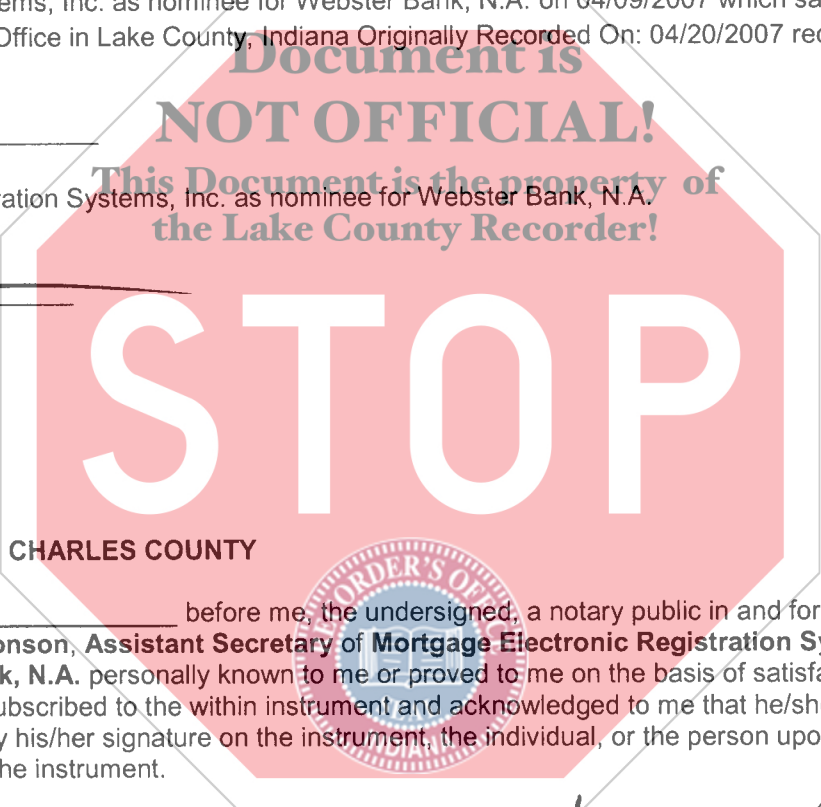 ems, Inc. as nominee for Webster Bank, N.A. on 04/09/2007 which sa
Office in Lake County, Indiana Originally Recorded On: 04/20/2007 rec
Document is
NOT OFFICIAL!
This Document is the property of
ration Systems, Inc. as nominee for Webster Bank, N.A.
the Lake County Recorder!
STOP
CHARLES COUNTY
RECORDER'S OFFICE
before me, the undersigned, a notary public in and for
onson, Assistant Secretary of Mortgage Electronic Registration Sy
k, N.A. personally known to me or proved to me on the basis of satisfa
ubscribed to the within instrument and acknowledged to me that he/sh
y his/her signature on the instrument, the individual, or the person upo
he instrument.
INDIANA